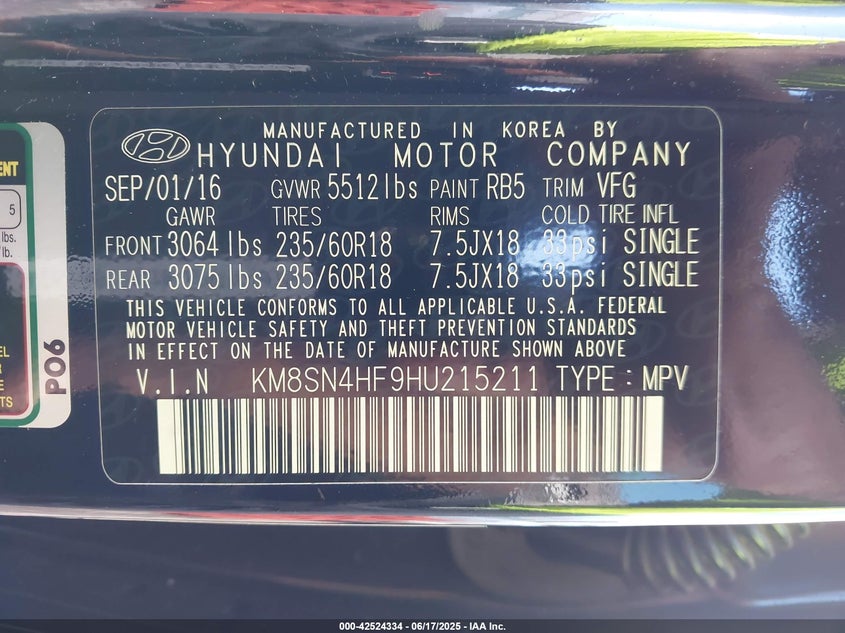 MANUFACTURED IN KOREA BY
HYUNDAI MOTOR COMPANY
SEP/01/16 GVWR 5512lbs PAINT RB5 TRIM VFG
GAWR TIRES RIMS COLD TIRE INFL
FRONT 3064 lbs 235/60R18 7.5JX18 33psi SINGLE
REAR 3075 lbs 235/60R18 7.5JX18 33psi SINGLE
THIS VEHICLE CONFORMS TO ALL APPLICABLE U.S.A. FEDERAL
MOTOR VEHICLE SAFETY AND THEFT PREVENTION STANDARDS
IN EFFECT ON THE DATE OF MANUFACTURE SHOWN ABOVE
V.I.N KM8SN4HF9HU215211 TYPE : MPV
5
lbs.
lb.
P06
000-42524334 - 06/17/2025 - IAA Inc.